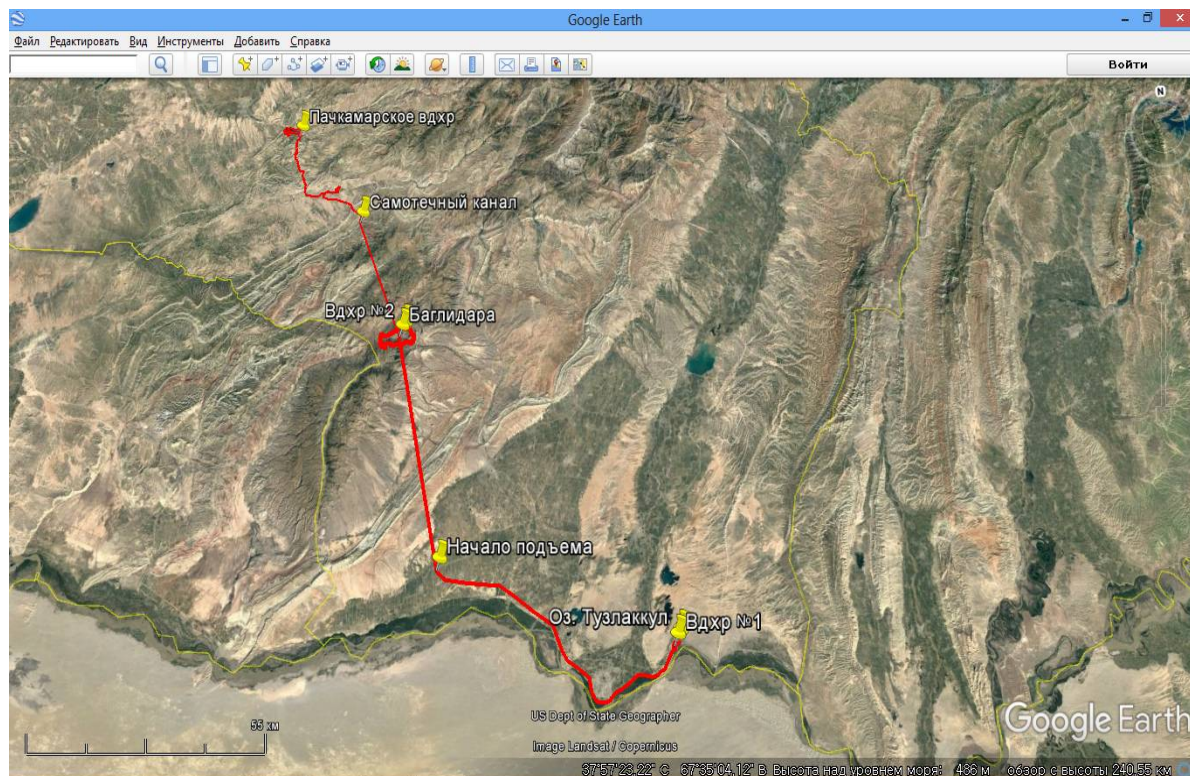 Google Earth
Файл Редактировать Вид Инструменты Добавить Справка
Войти
N
Пачкамарское вдхр
Самотечный канал
Вдхр №2 Баглидара
Начало подъема
Оз. Тузлаккул Вдхр №1
55 км
US Dept of State Geographer
Google Earth
Image Landsat / Copernicus
37°57'23.22" С 67°35'04.12" В Высота над уровнем моря: 486 м обзор с высоты 240.55 км